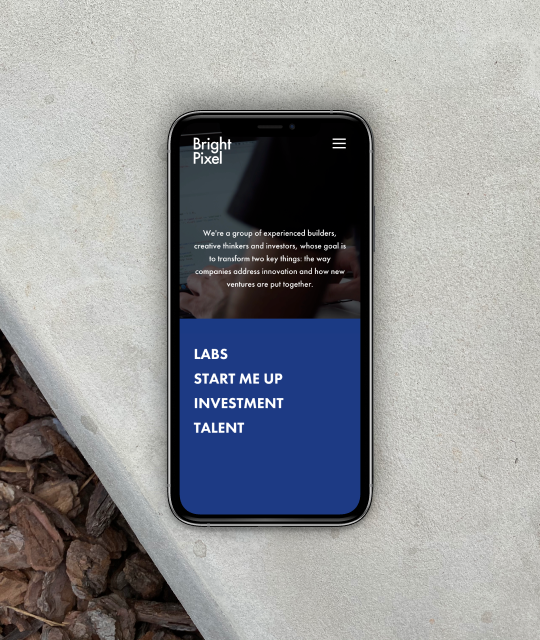 Bright
Pixel
We're a group of experienced builders,
creative thinkers and investors, whose goal is
to transform two key things: the way
companies address innovation and how new
ventures are put together.
LABS
START ME UP
INVESTMENT
TALENT